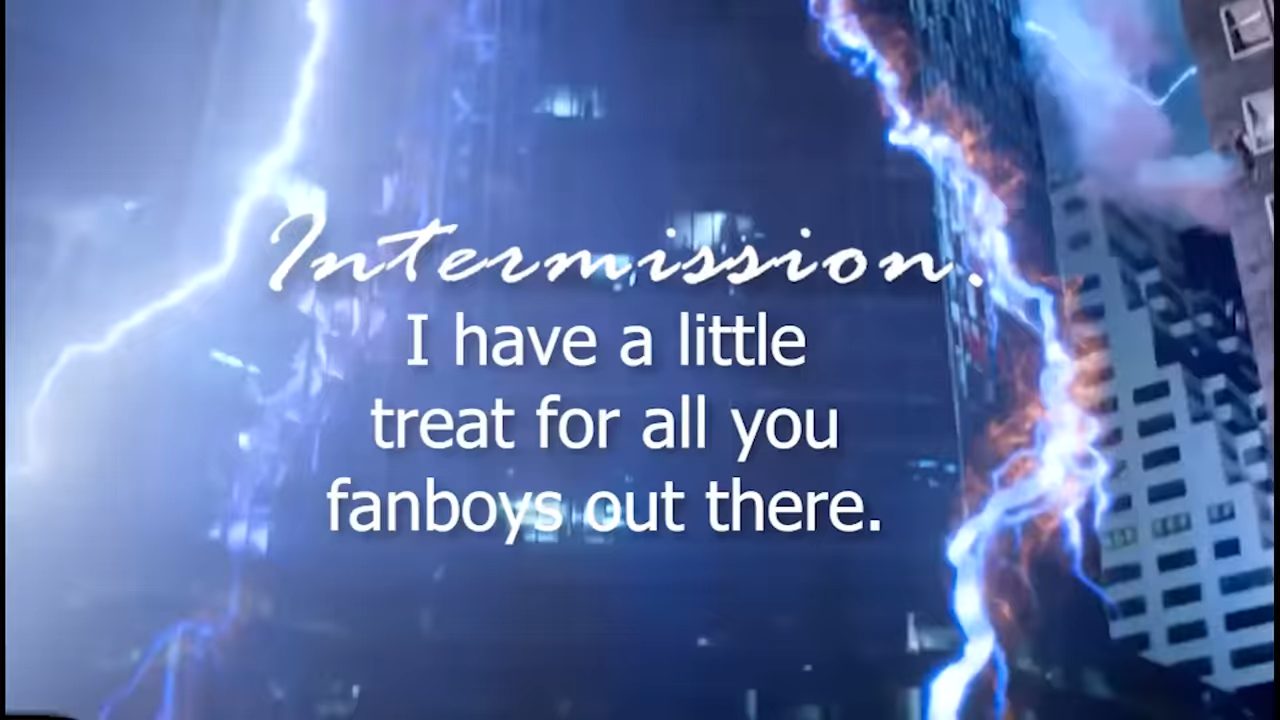 Intermission.
I have a little
treat for all you
fanboys out there.